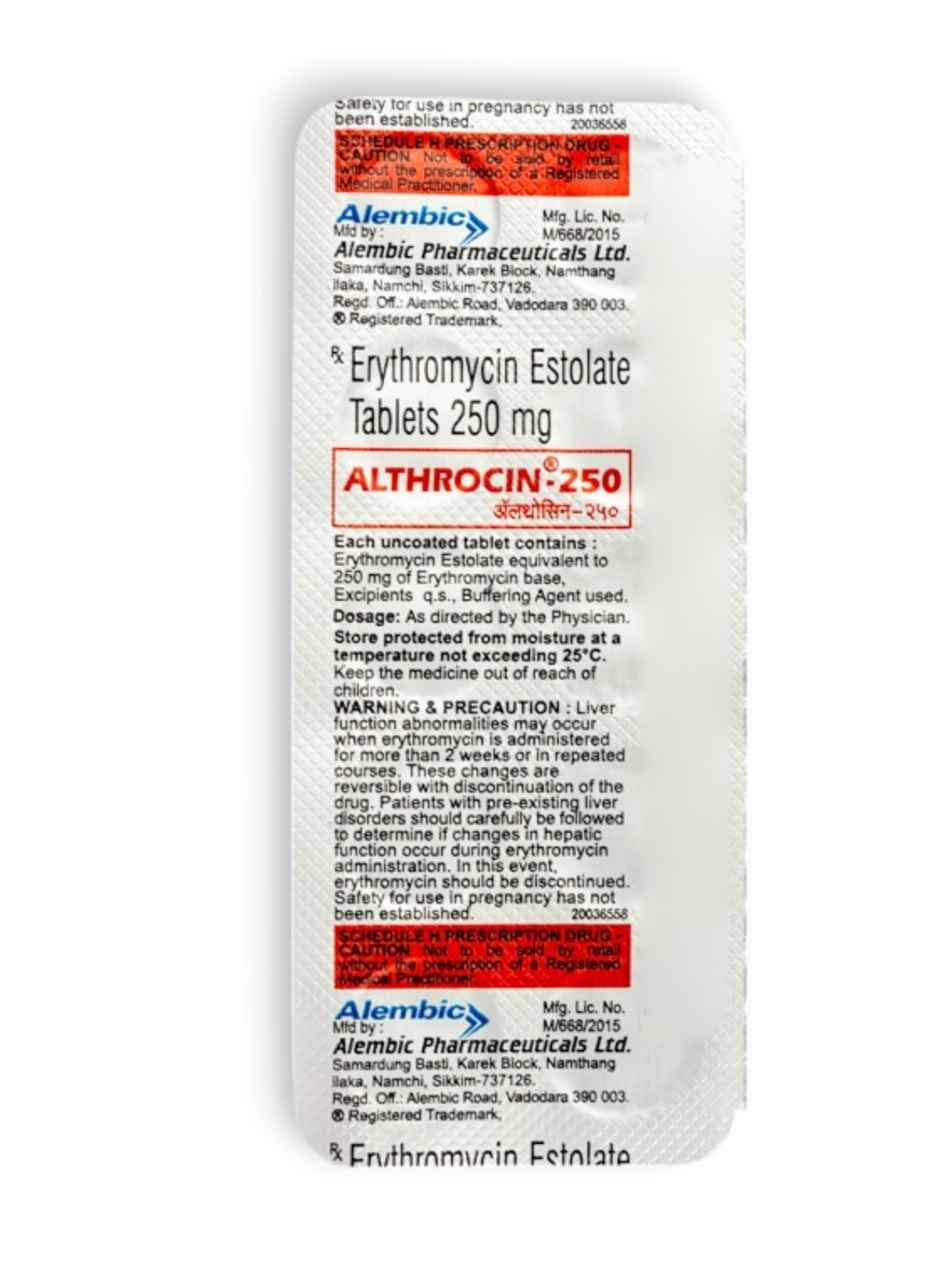 Safety for use in pregnancy has not
been established. 20036558
SCHEDULE H PRESCRIPTION DRUG -
CAUTION Not to be sold by retail
without the prescription of a Registered
Medical Practitioner.
Alembic Mfg. Lic. No.
Mfd by : M/668/2015
Alembic Pharmaceuticals Ltd.
Samardung Basti, Karek Block, Namthang
Ilaka, Namchi, Sikkim-737126.
Regd. Off.: Alembic Road, Vadodara 390 003.
® Registered Trademark.
℞ Erythromycin Estolate
Tablets 250 mg
ALTHROCIN®-250
ॲलथ्रोसिन-२५०
Each uncoated tablet contains :
Erythromycin Estolate equivalent to
250 mg of Erythromycin base,
Excipients q.s., Buffering Agent used.
Dosage: As directed by the Physician.
Store protected from moisture at a
temperature not exceeding 25°C.
Keep the medicine out of reach of
children.
WARNING & PRECAUTION : Liver
function abnormalities may occur
when erythromycin is administered
for more than 2 weeks or in repeated
courses. These changes are
reversible with discontinuation of the
drug. Patients with pre-existing liver
disorders should carefully be followed
to determine if changes in hepatic
function occur during erythromycin
administration. In this event,
erythromycin should be discontinued.
Safety for use in pregnancy has not
been established. 20036558
SCHEDULE H PRESCRIPTION DRUG -
CAUTION Not to be sold by retail
without the prescription of a Registered
Medical Practitioner.
Alembic Mfg. Lic. No.
Mfd by : M/668/2015
Alembic Pharmaceuticals Ltd.
Samardung Basti, Karek Block, Namthang
Ilaka, Namchi, Sikkim-737126.
Regd. Off.: Alembic Road, Vadodara 390 003.
® Registered Trademark.
℞ Erythromycin Estolate